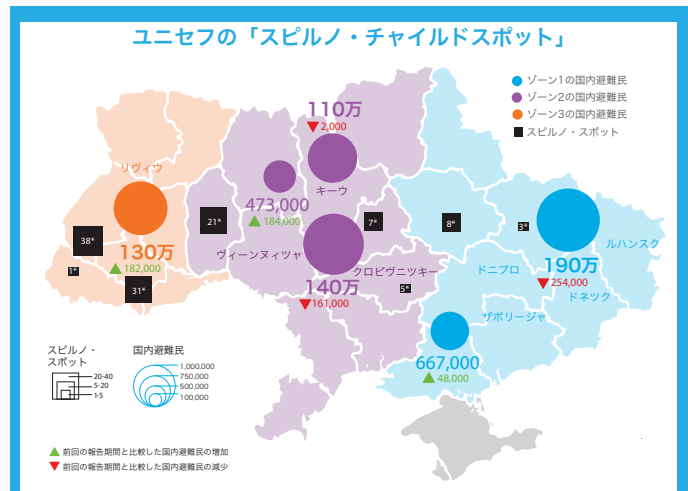 ユニセフの「スピルノ・チャイルドスポット」
ゾーン1の国内避難民
ゾーン2の国内避難民
ゾーン3の国内避難民
スピルノ・スポット
110万
2,000
キーウ
リヴィウ
473,000
184,000
21*
7*
8*
3*
38*
1*
31*
130万
182,000
ヴィーンヌィツャ
クロピヴニツキー
5*
140万
161,000
ルハンスク
190万
254,000
ドニプロ
ドネツク
ザポリージャ
667,000
48,000
スピルノ・
スポット
20-40
5-20
1-5
国内避難民
1,000,000
750,000
500,000
100,000
前回の報告期間と比較した国内避難民の増加
前回の報告期間と比較した国内避難民の減少